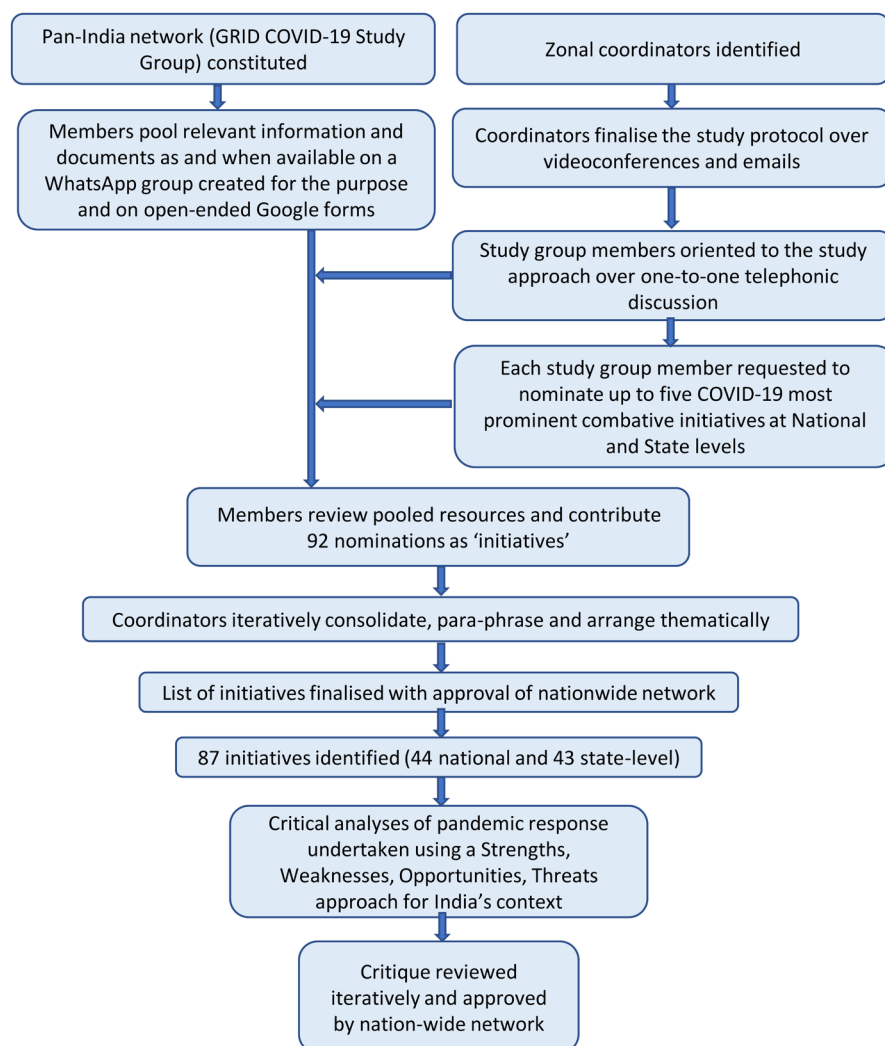 Pan-India network (GRID COVID-19 Study
Group) constituted
Zonal coordinators identified
Members pool relevant information and
documents as and when available on a
WhatsApp group created for the purpose
and on open-ended Google forms
Coordinators finalise the study protocol over
videoconferences and emails
Study group members oriented to the study
approach over one-to-one telephonic
discussion
Each study group member requested to
nominate up to five COVID-19 most
prominent combative initiatives at National
and State levels
Members review pooled resources and contribute
92 nominations as ‘initiatives’
Coordinators iteratively consolidate, para-phrase and arrange thematically
List of initiatives finalised with approval of nationwide network
87 initiatives identified (44 national and 43 state-level)
Critical analyses of pandemic response
undertaken using a Strengths,
Weaknesses, Opportunities, Threats
approach for India’s context
Critique reviewed
iteratively and approved
by nation-wide network